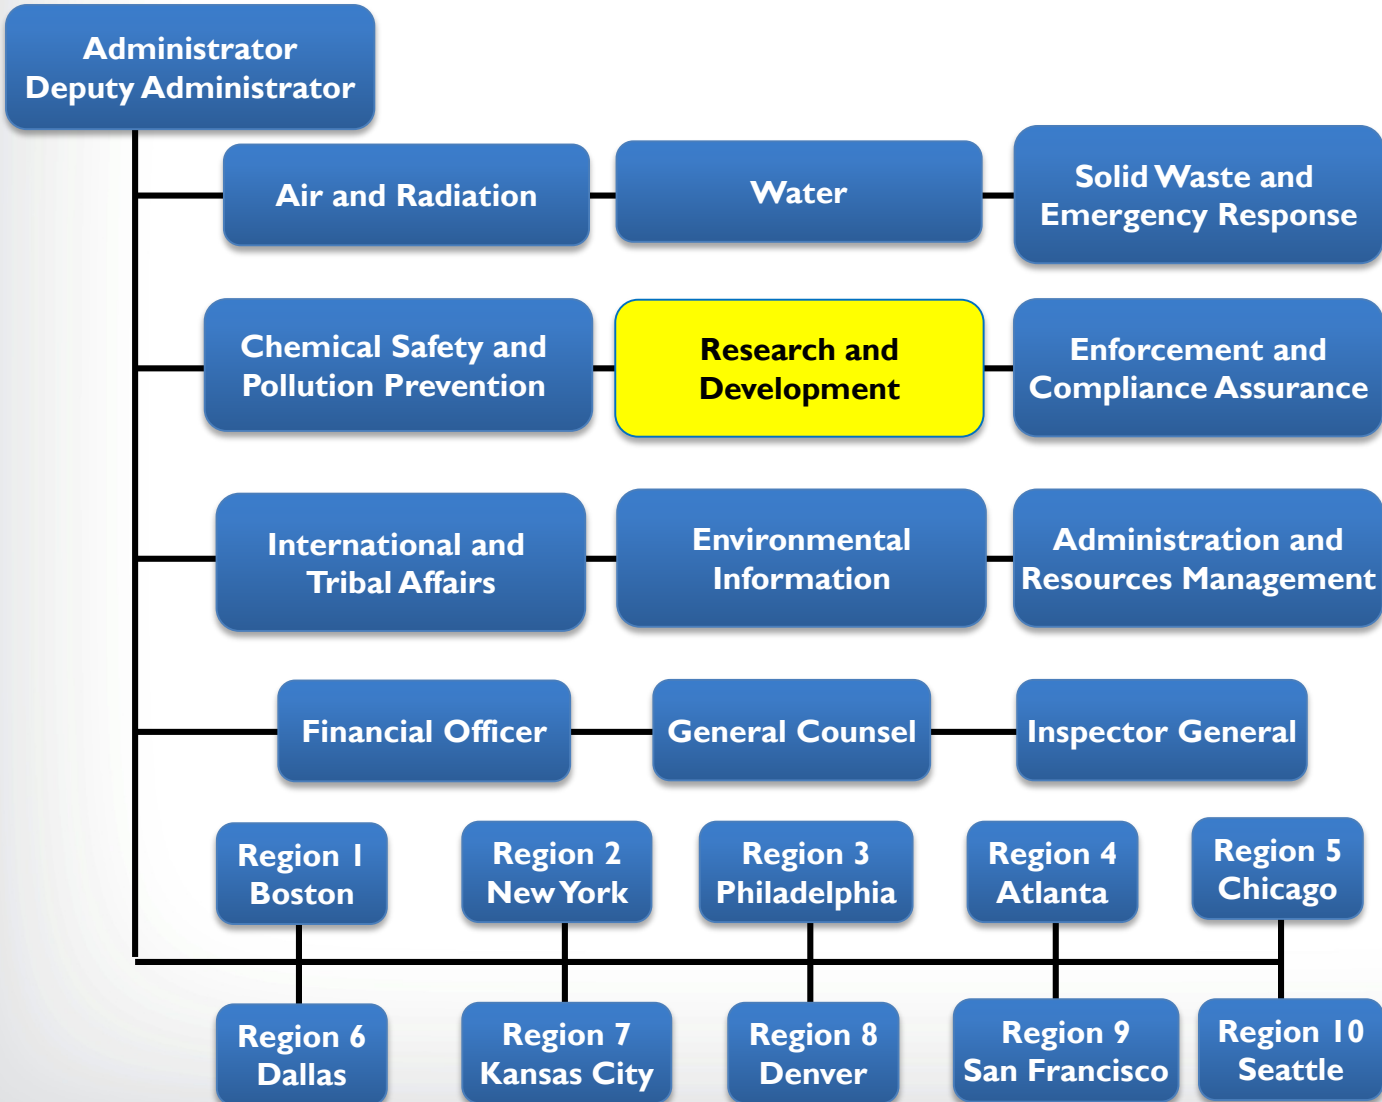 Administrator
Deputy Administrator
Air and Radiation
Water
Solid Waste and
Emergency Response
Chemical Safety and
Pollution Prevention
Research and
Development
Enforcement and
Compliance Assurance
International and
Tribal Affairs
Environmental
Information
Administration and
Resources Management
Financial Officer
General Counsel
Inspector General
Region 1
Boston
Region 2
New York
Region 3
Philadelphia
Region 4
Atlanta
Region 5
Chicago
Region 6
Dallas
Region 7
Kansas City
Region 8
Denver
Region 9
San Francisco
Region 10
Seattle